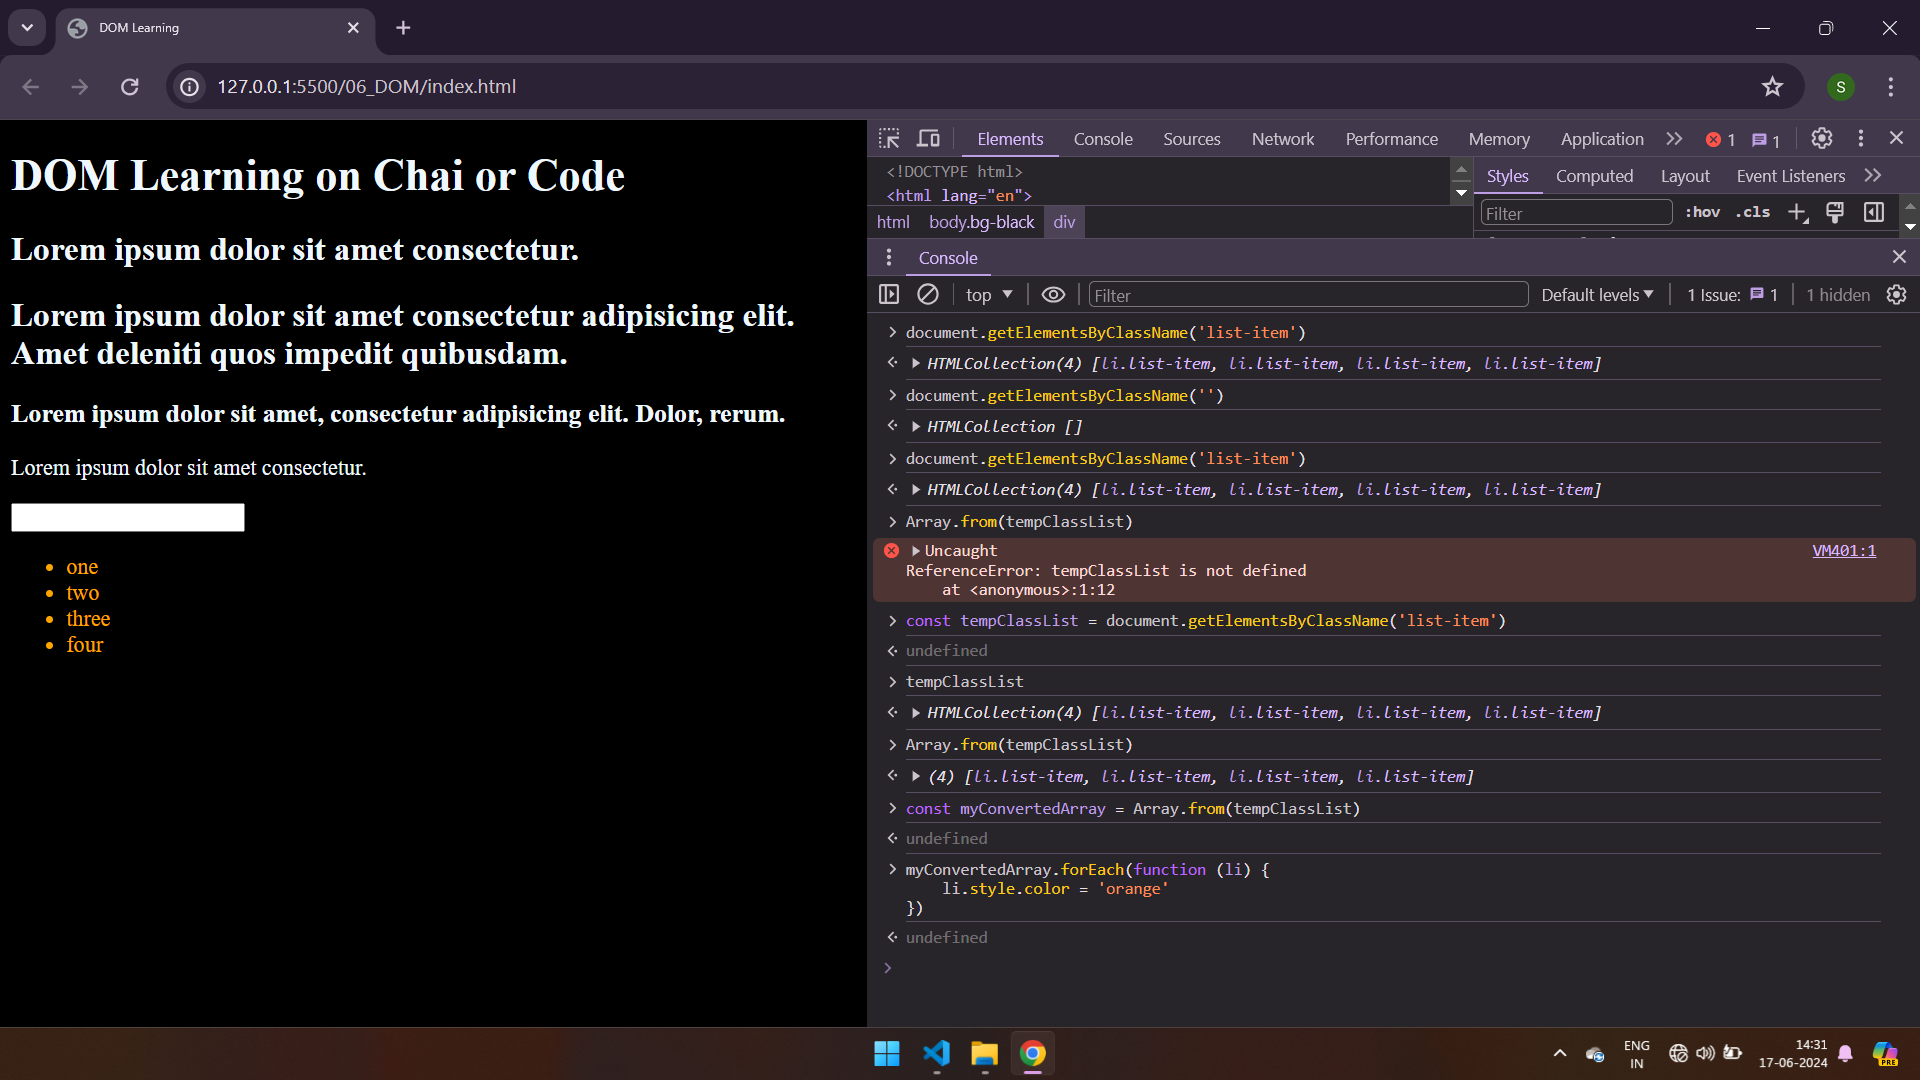 DOM Learning
127.0.0.1:5500/06_DOM/index.html
S
DOM Learning on Chai or Code
Lorem ipsum dolor sit amet consectetur.
Lorem ipsum dolor sit amet consectetur adipisicing elit.
Amet deleniti quos impedit quibusdam.
Lorem ipsum dolor sit amet, consectetur adipisicing elit. Dolor, rerum.
Lorem ipsum dolor sit amet consectetur.
• one
• two
• three
• four
Elements Console Sources Network Performance Memory Application 1 1
<!DOCTYPE html>
<html lang="en">
html body.bg-black div
Styles Computed Layout Event Listeners
Filter :hov .cls
Console
top Filter Default levels 1 Issue: 1 1 hidden
document.getElementsByClassName('list-item')
HTMLCollection(4) [li.list-item, li.list-item, li.list-item, li.list-item]
document.getElementsByClassName('')
HTMLCollection []
document.getElementsByClassName('list-item')
HTMLCollection(4) [li.list-item, li.list-item, li.list-item, li.list-item]
Array.from(tempClassList)
Uncaught VM401:1
ReferenceError: tempClassList is not defined
at <anonymous>:1:12
const tempClassList = document.getElementsByClassName('list-item')
undefined
tempClassList
HTMLCollection(4) [li.list-item, li.list-item, li.list-item, li.list-item]
Array.from(tempClassList)
(4) [li.list-item, li.list-item, li.list-item, li.list-item]
const myConvertedArray = Array.from(tempClassList)
undefined
myConvertedArray.forEach(function (li) {
li.style.color = 'orange'
})
undefined
ENG
IN
14:31
17-06-2024
PRE